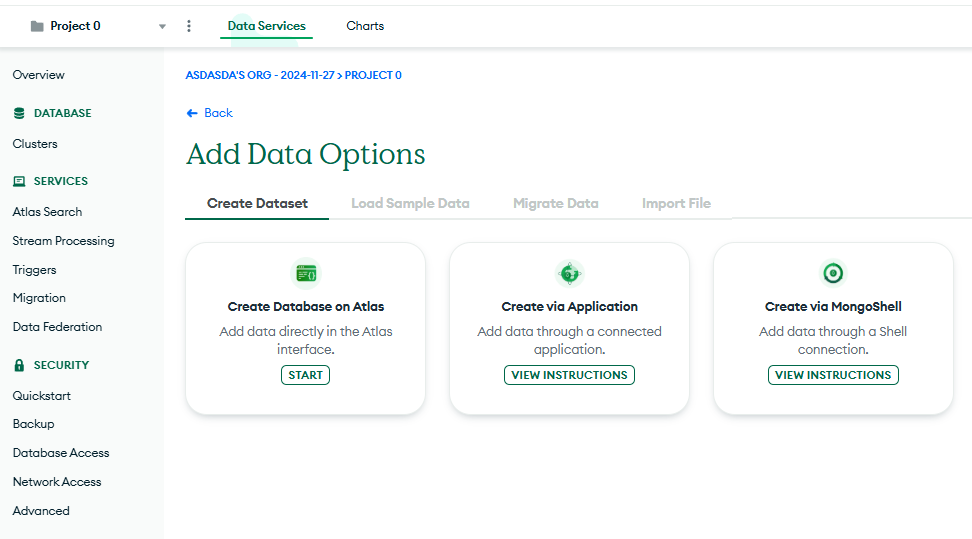 Project 0
Data Services
Charts
Overview
DATABASE
Clusters
SERVICES
Atlas Search
Stream Processing
Triggers
Migration
Data Federation
SECURITY
Quickstart
Backup
Database Access
Network Access
Advanced
ASDASDA'S ORG - 2024-11-27 > PROJECT 0
Back
Add Data Options
Create Dataset
Load Sample Data
Migrate Data
Import File
Create Database on Atlas
Add data directly in the Atlas
interface.
START
Create via Application
Add data through a connected
application.
VIEW INSTRUCTIONS
Create via MongoShell
Add data through a Shell
connection.
VIEW INSTRUCTIONS